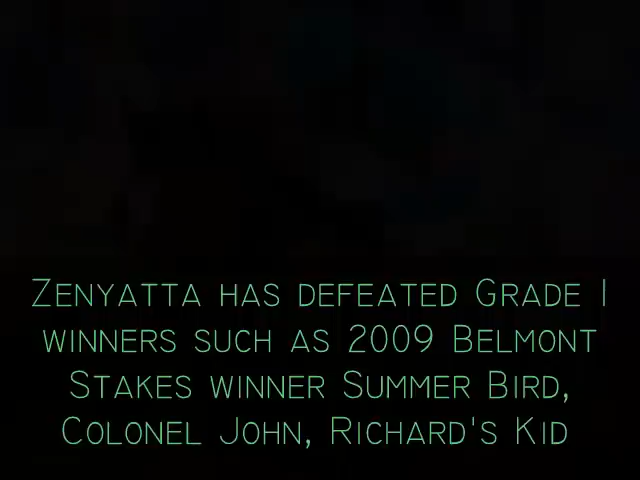 Zenyatta has defeated Grade I
winners such as 2009 Belmont
Stakes winner Summer Bird,
Colonel John, Richard's Kid